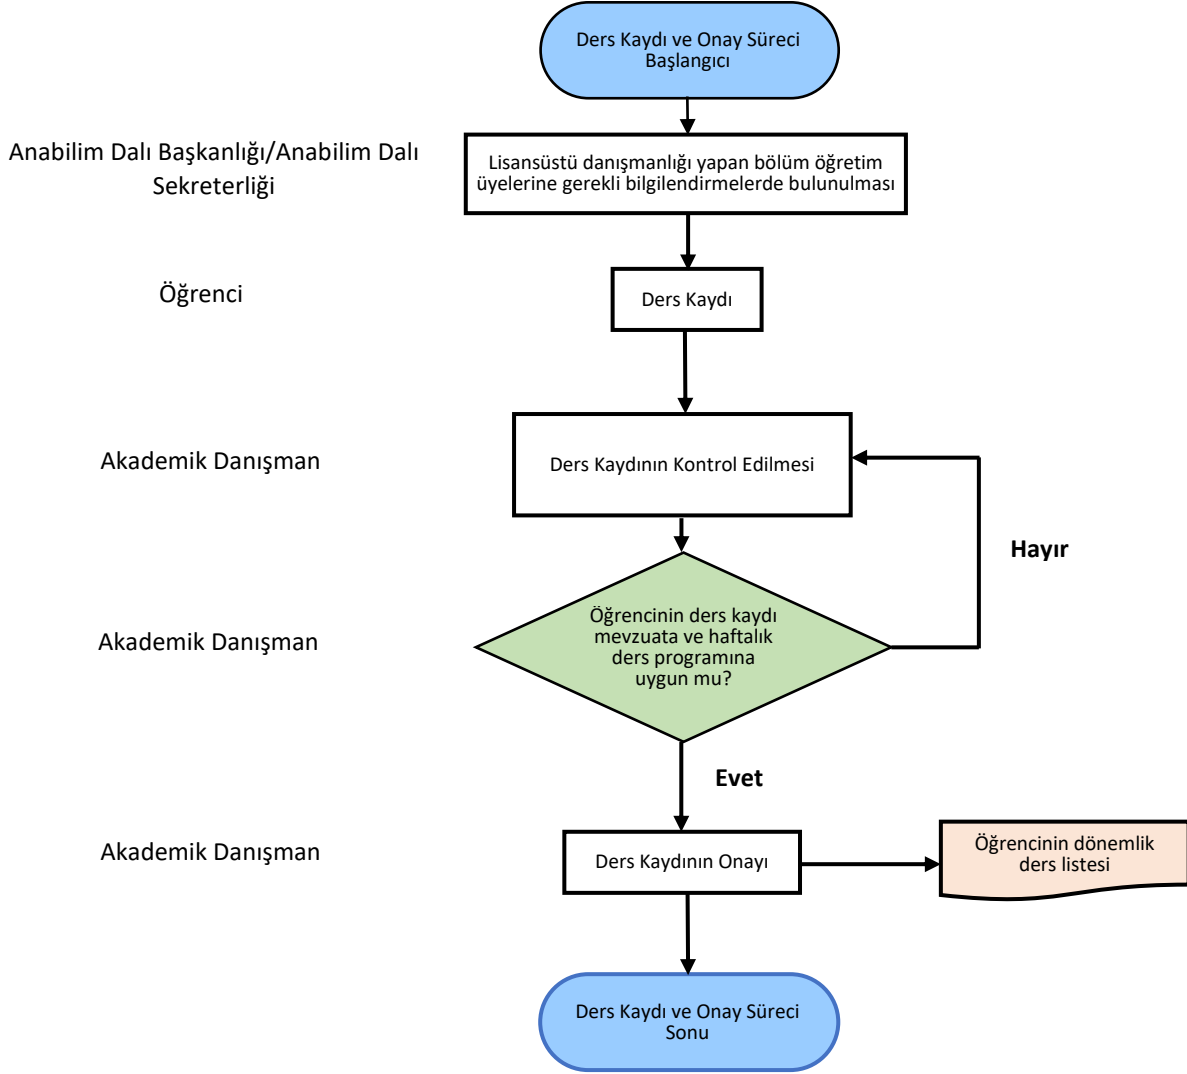 Ders Kaydı ve Onay Süreci
Başlangıcı
Anabilim Dalı Başkanlığı/Anabilim Dalı
Sekreterliği
Lisansüstü danışmanlığı yapan bölüm öğretim
üyelerine gerekli bilgilendirmelerde bulunulması
Öğrenci
Ders Kaydı
Akademik Danışman
Ders Kaydının Kontrol Edilmesi
Hayır
Akademik Danışman
Öğrencinin ders kaydı
mevzuata ve haftalık
ders programına
uygun mu?
Evet
Akademik Danışman
Ders Kaydının Onayı
Öğrencinin dönemlik
ders listesi
Ders Kaydı ve Onay Süreci
Sonu